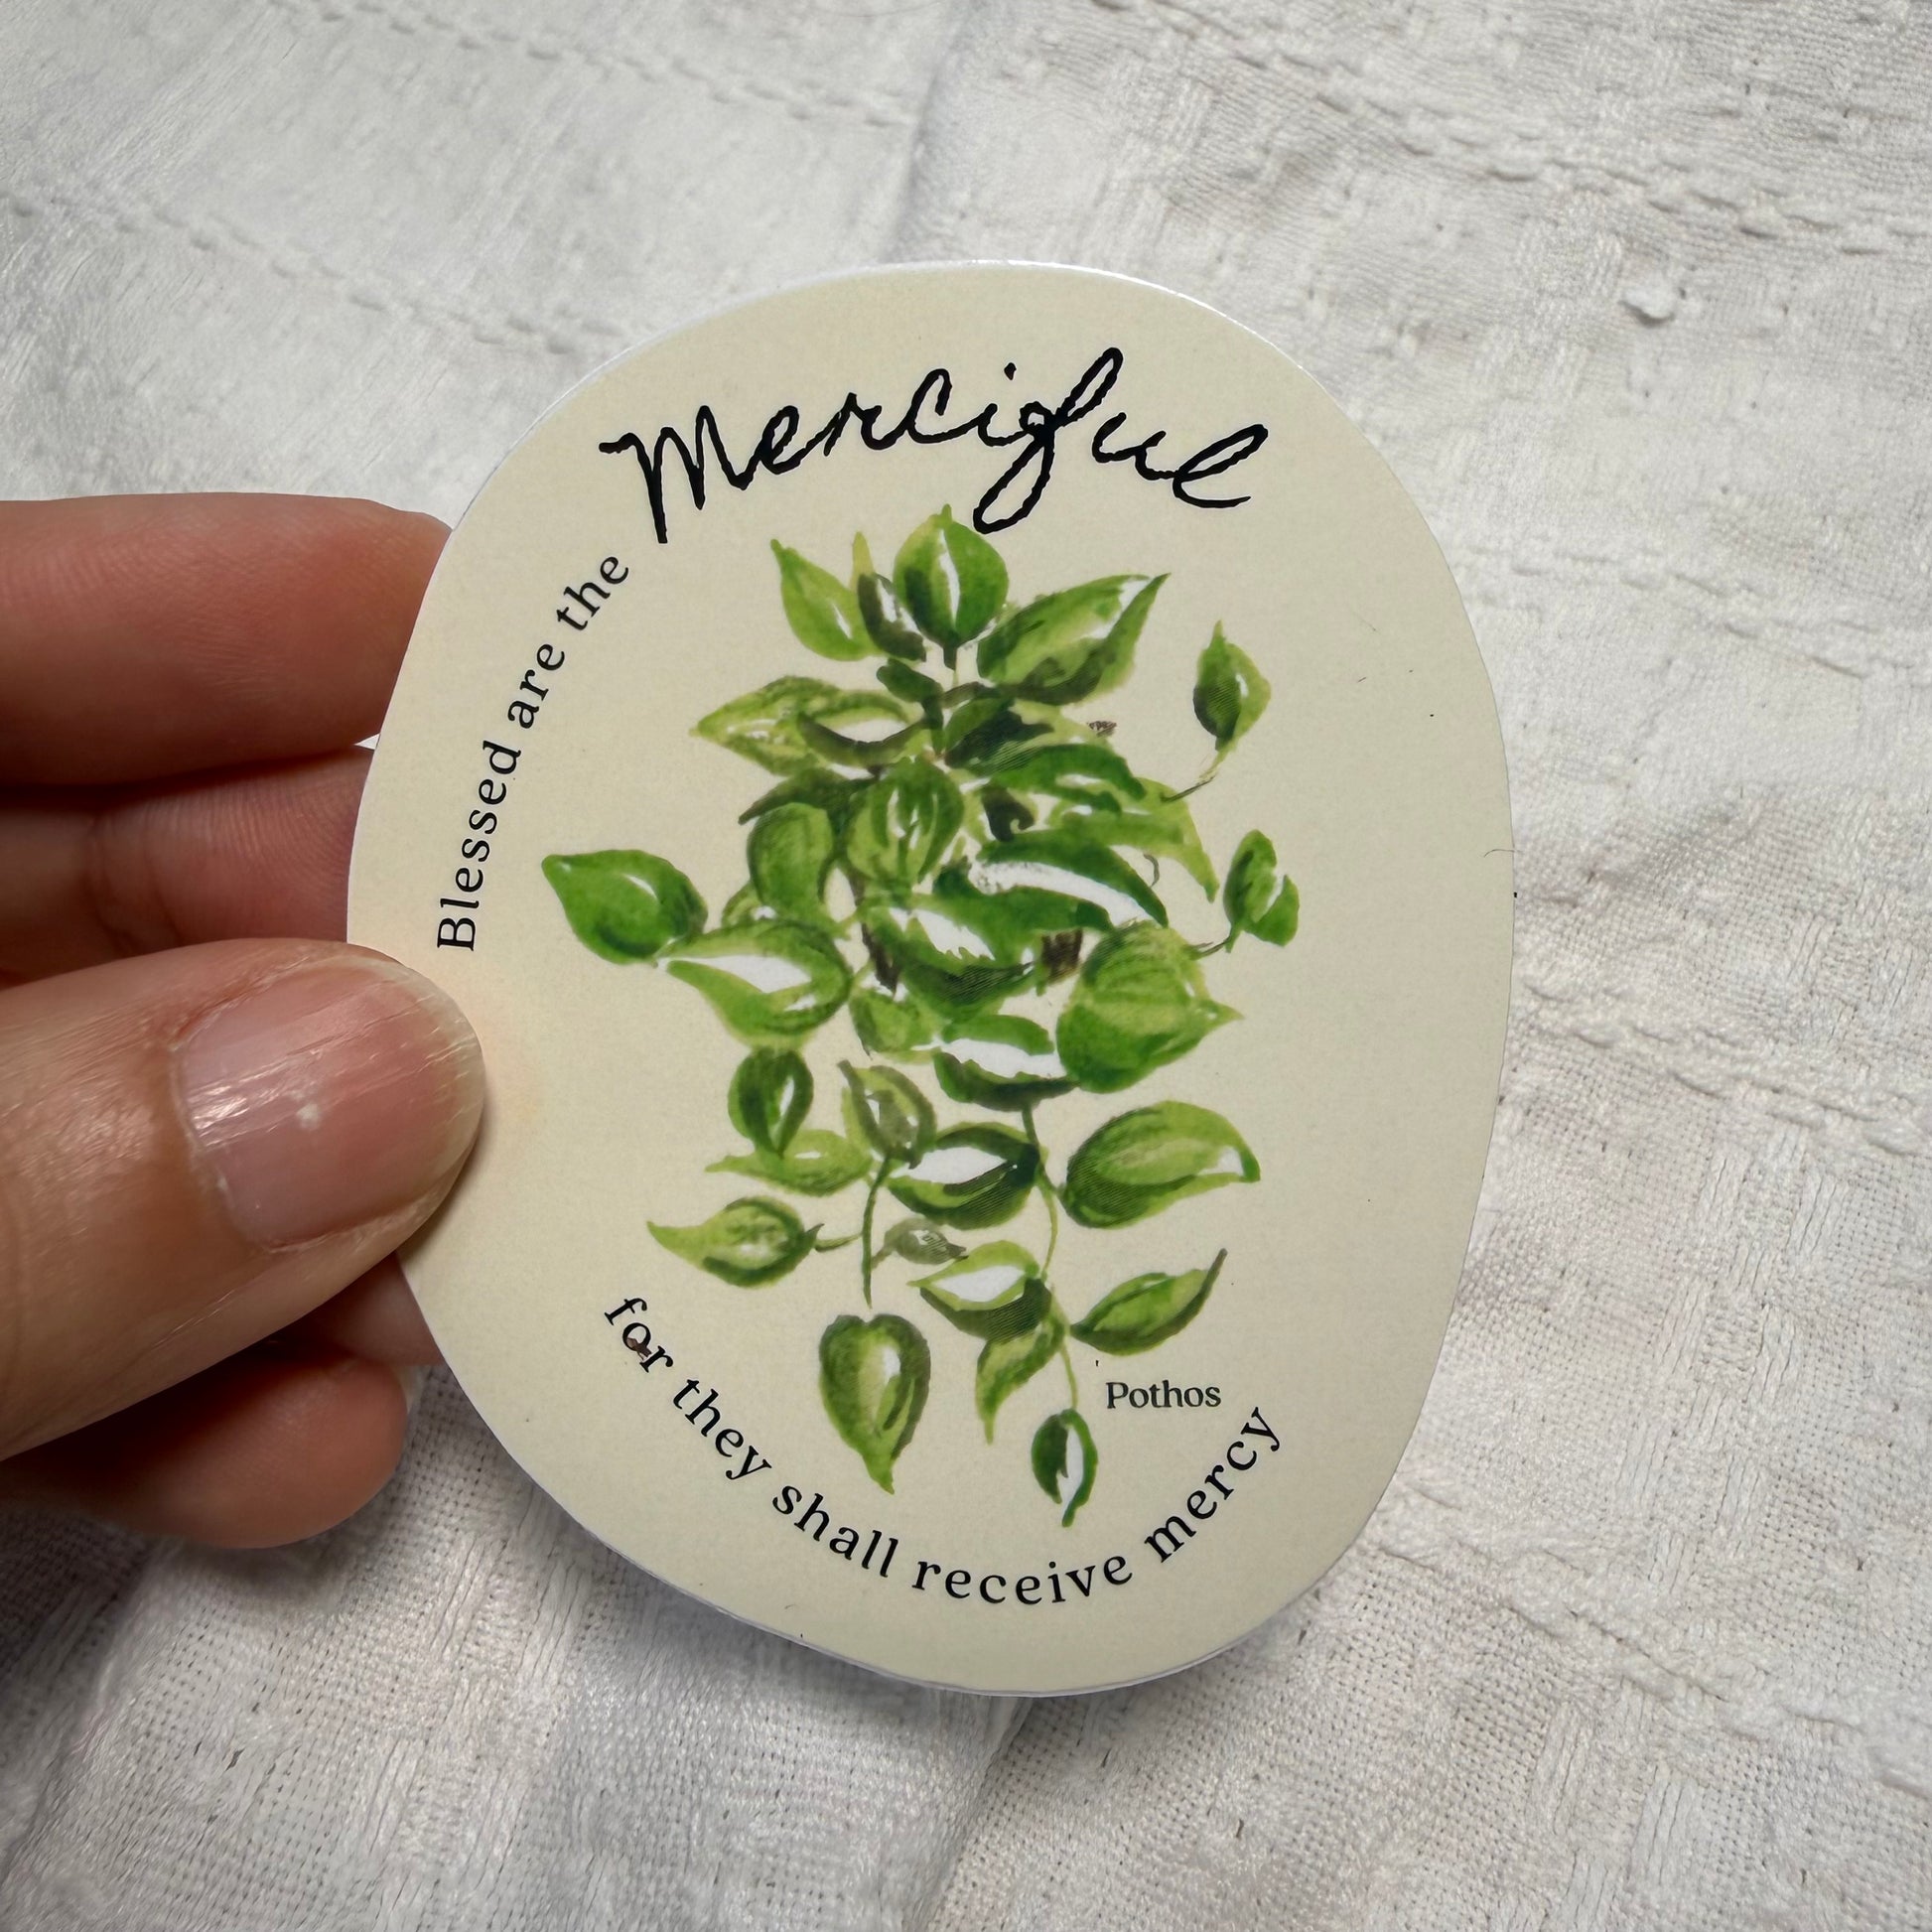 Blessed are the
Merciful
Pothos
for they shall receive mercy